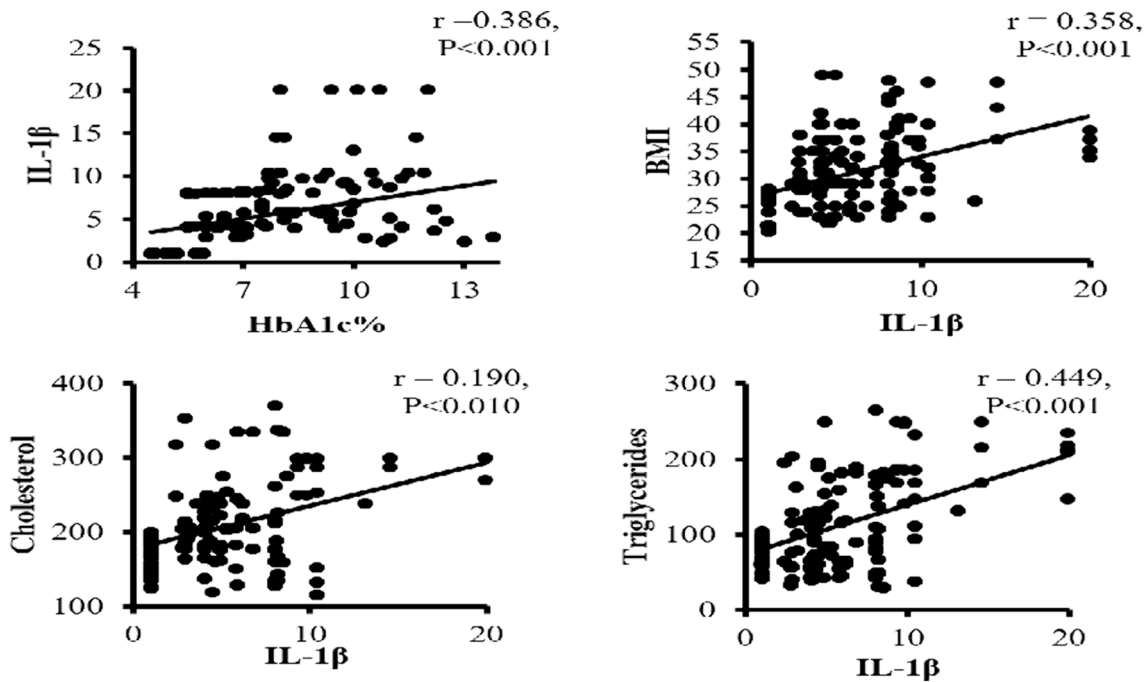 r –0.386,
P<0.001
25
20
15
10
5
0
IL-1β
4 7 10 13
HbA1c%
r = 0.358,
P<0.001
55
50
45
40
35
30
25
20
15
BMI
0 10 20
IL-1β
r – 0.190,
P<0.010
400
300
200
100
Cholesterol
0 10 20
IL-1β
r – 0.449,
P<0.001
300
200
100
0
Triglycerides
0 10 20
IL-1β